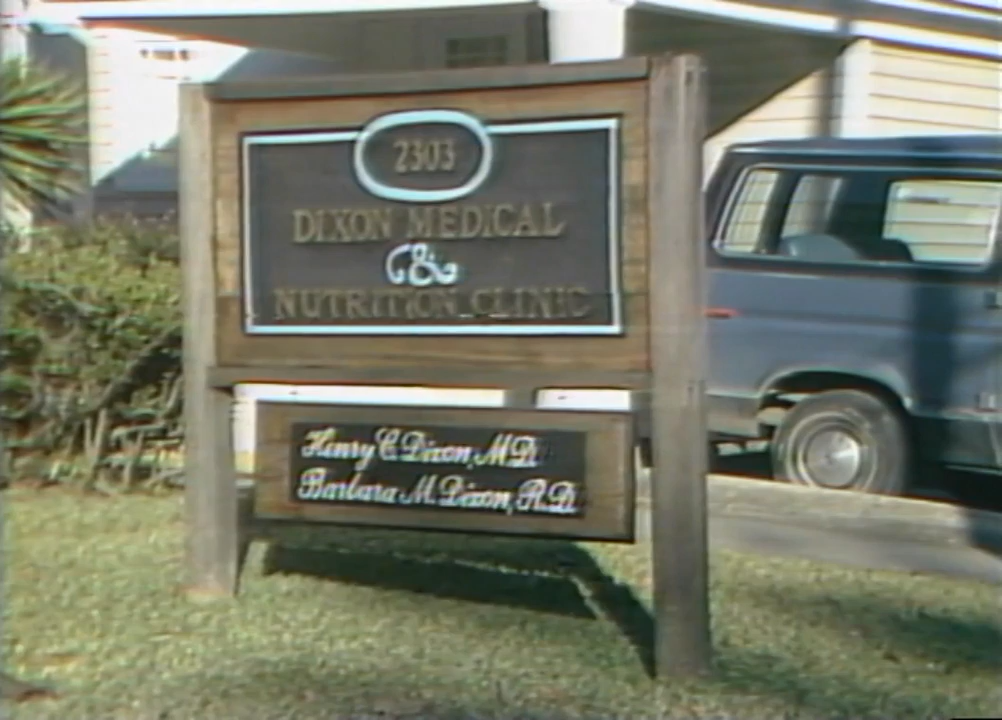 2303
DIXON MEDICAL
&
NUTRITION CLINIC
Henry C. Dixon, M.D.
Barbara M. Dixon, R.D.